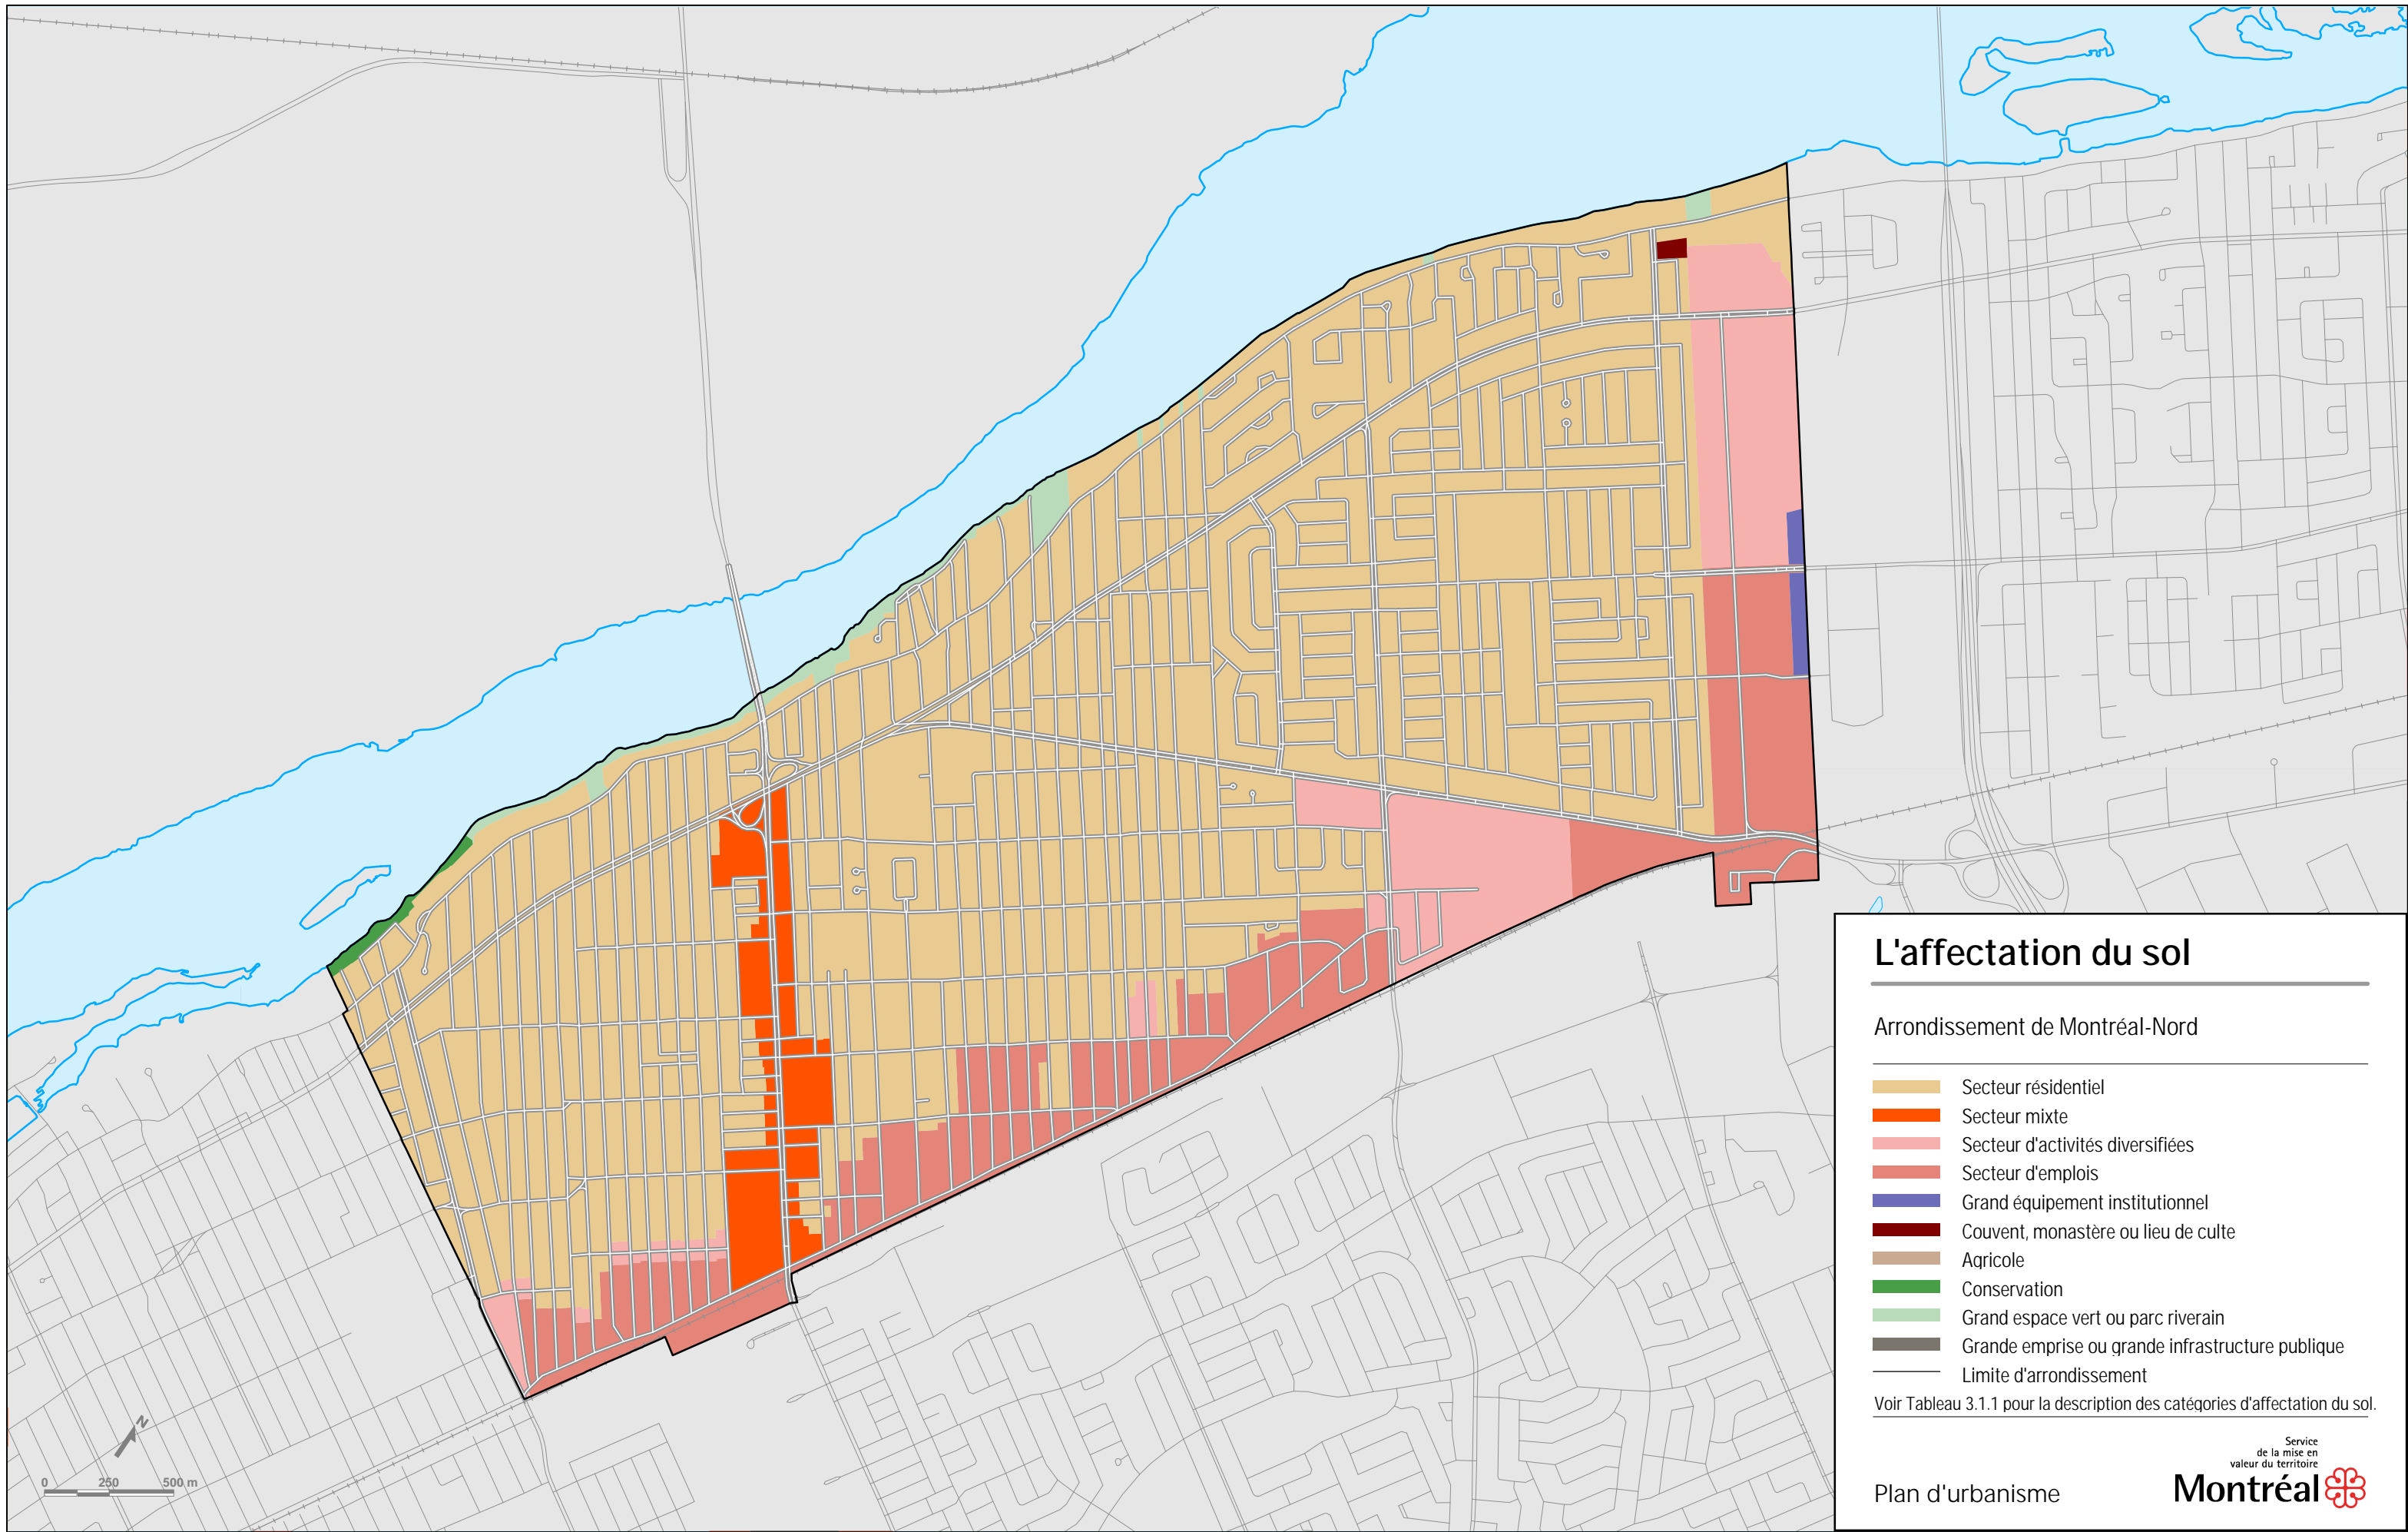 L'affectation du sol
Arrondissement de Montréal-Nord
Secteur résidentiel
Secteur mixte
Secteur d'activités diversifiées
Secteur d'emplois
Grand équipement institutionnel
Couvent, monastère ou lieu de culte
Agricole
Conservation
Grand espace vert ou parc riverain
Grande emprise ou grande infrastructure publique
Limite d'arrondissement
Voir Tableau 3.1.1 pour la description des catégories d'affectation du sol.
Plan d'urbanisme
Service
de la mise en
valeur du territoire
Montréal
N
0 250 500 m